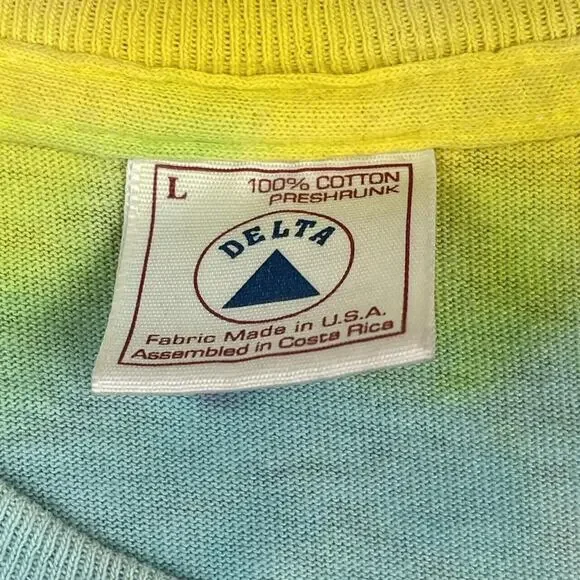 L
100% COTTON
PRESHRUNK
DELTA
Fabric Made in U.S.A.
Assembled in Costa Rica